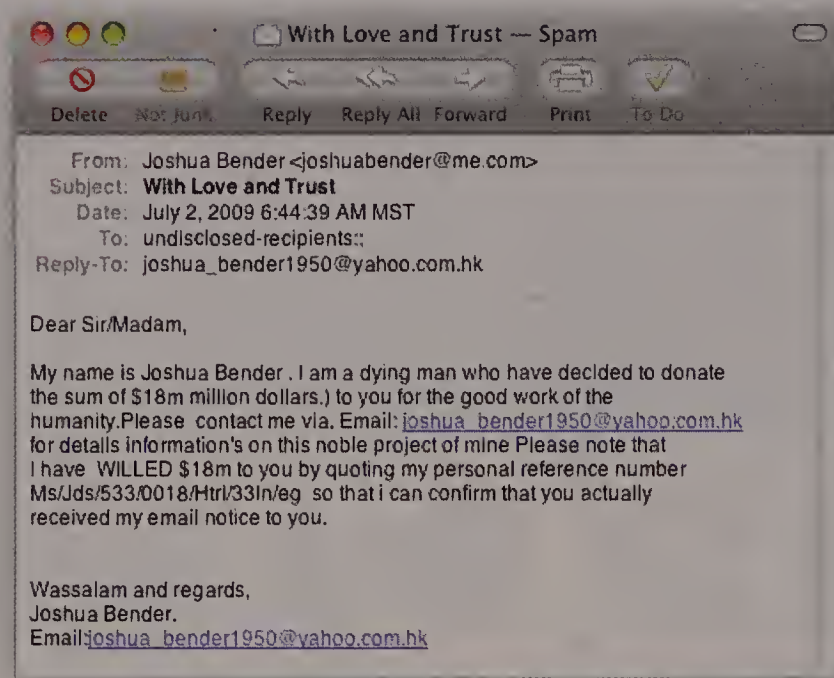 With Love and Trust — Spam
Delete Not Junk Reply Reply All Forward Print To Do
From: Joshua Bender <joshuabender@me.com>
Subject: With Love and Trust
Date: July 2, 2009 6:44:39 AM MST
To: undisclosed-recipients:;
Reply-To: joshua_bender1950@yahoo.com.hk
Dear Sir/Madam,
My name is Joshua Bender . I am a dying man who have decided to donate
the sum of $18m million dollars.) to you for the good work of the
humanity.Please contact me via. Email: joshua_bender1950@yahoo.com.hk
for details information's on this noble project of mine Please note that
I have WILLED $18m to you by quoting my personal reference number
Ms/Jds/533/0018/Htrl/33In/eg so that i can confirm that you actually
received my email notice to you.
Wassalam and regards,
Joshua Bender.
Email:joshua_bender1950@yahoo.com.hk